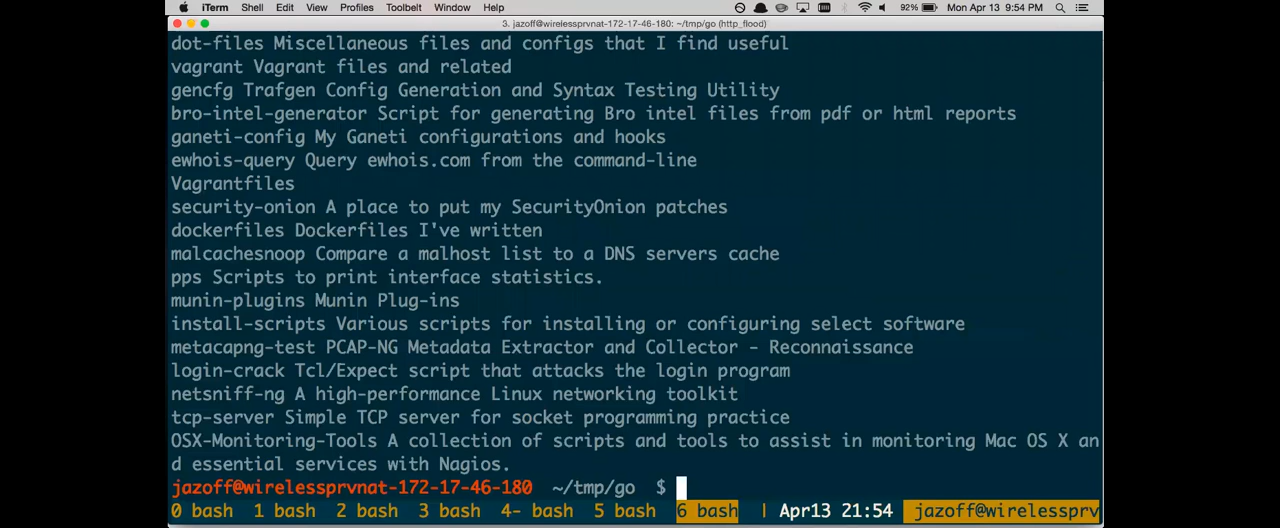 iTerm Shell Edit View Profiles Toolbelt Window Help 92% Mon Apr 13 9:54 PM
3. jazoff@wirelessprvnat-172-17-46-180: ~/tmp/go (http_flood)
dot-files Miscellaneous files and configs that I find useful
vagrant Vagrant files and related
gencfg Trafgen Config Generation and Syntax Testing Utility
bro-intel-generator Script for generating Bro intel files from pdf or html reports
ganeti-config My Ganeti configurations and hooks
ewhois-query Query ewhois.com from the command-line
Vagrantfiles
security-onion A place to put my SecurityOnion patches
dockerfiles Dockerfiles I've written
malcachesnoop Compare a malhost list to a DNS servers cache
pps Scripts to print interface statistics.
munin-plugins Munin Plug-ins
install-scripts Various scripts for installing or configuring select software
metacapng-test PCAP-NG Metadata Extractor and Collector - Reconnaissance
login-crack Tcl/Expect script that attacks the login program
netsniff-ng A high-performance Linux networking toolkit
tcp-server Simple TCP server for socket programming practice
OSX-Monitoring-Tools A collection of scripts and tools to assist in monitoring Mac OS X an
d essential services with Nagios.
jazoff@wirelessprvnat-172-17-46-180 ~/tmp/go $
0 bash 1 bash 2 bash 3 bash 4- bash 5 bash 6 bash | Apr13 21:54 jazoff@wirelessprv